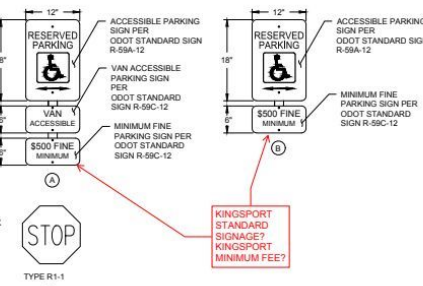 12"
RESERVED
PARKING
18"
VAN
ACCESSIBLE
6"
$500 FINE
MINIMUM
6"
A
ACCESSIBLE PARKING
SIGN PER
ODOT STANDARD SIGN
R-59A-12
VAN ACCESSIBLE
PARKING SIGN
PER
ODOT STANDARD
SIGN R-59C-12
MINIMUM FINE
PARKING SIGN PER
ODOT STANDARD
SIGN R-59C-12
12"
RESERVED
PARKING
18"
$500 FINE
MINIMUM
6"
B
ACCESSIBLE PARKING
SIGN PER
ODOT STANDARD SIGN
R-59A-12
MINIMUM FINE
PARKING SIGN PER
ODOT STANDARD
SIGN R-59C-12
KINGSPORT
STANDARD
SIGNAGE?
KINGSPORT
MINIMUM FEE?
STOP
TYPE R1-1